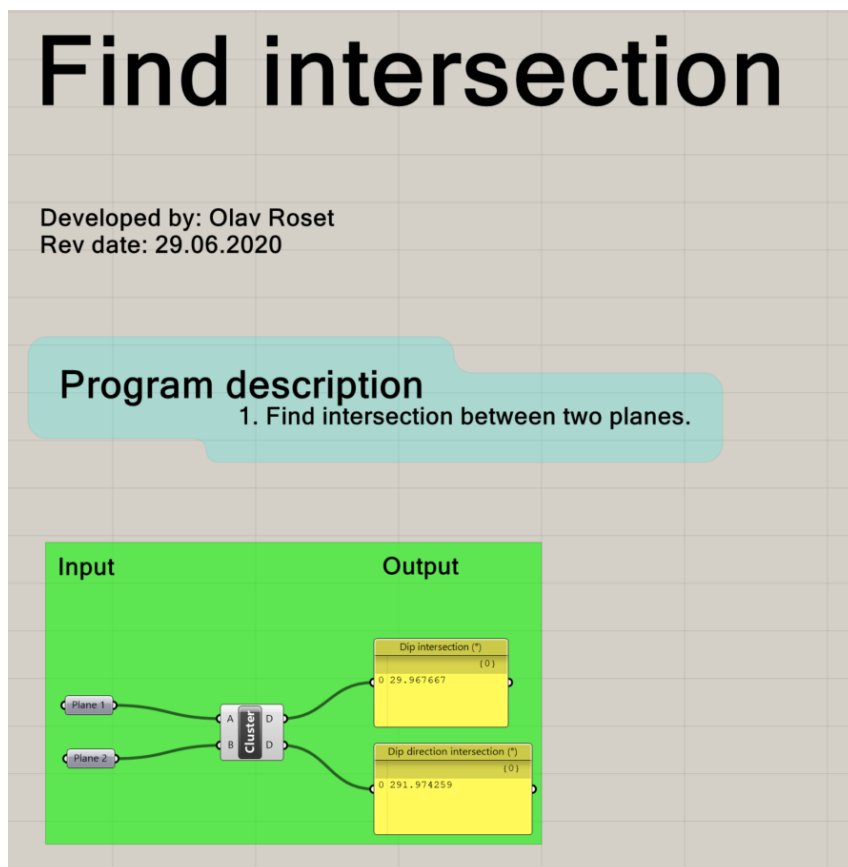 Find intersection
Developed by: Olav Roset
Rev date: 29.06.2020
Program description
1. Find intersection between two planes.
Input
Output
Dip intersection (°)
{0}
0 29.967667
Plane 1
A
D
Cluster
B
D
Plane 2
Dip direction intersection (°)
{0}
0 291.974259